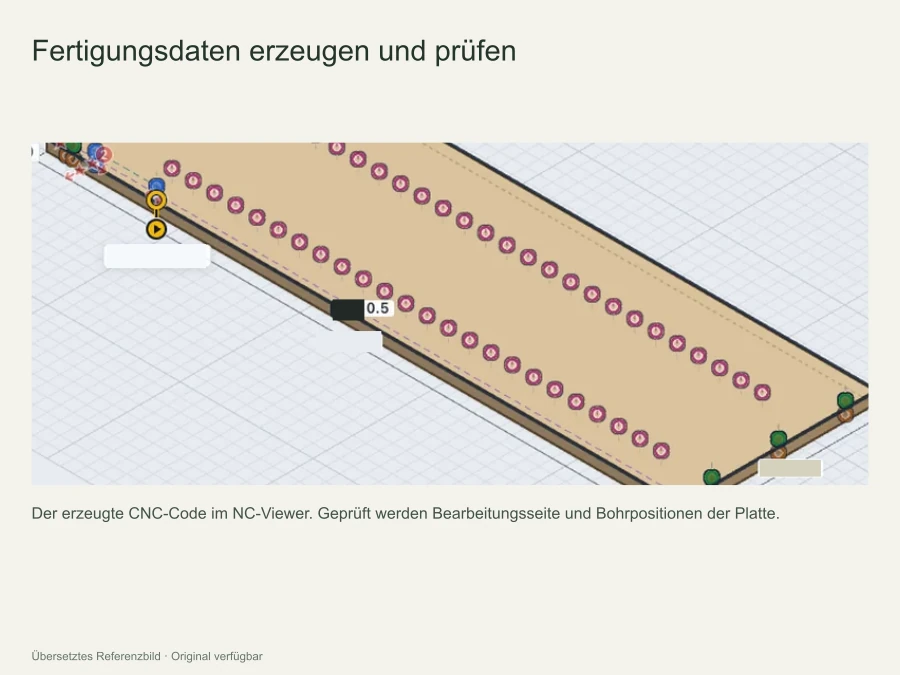 Fertigungsdaten erzeugen und prüfen
2
0.5
Der erzeugte CNC-Code im NC-Viewer. Geprüft werden Bearbeitungsseite und Bohrpositionen der Platte.
Übersetztes Referenzbild · Original verfügbar